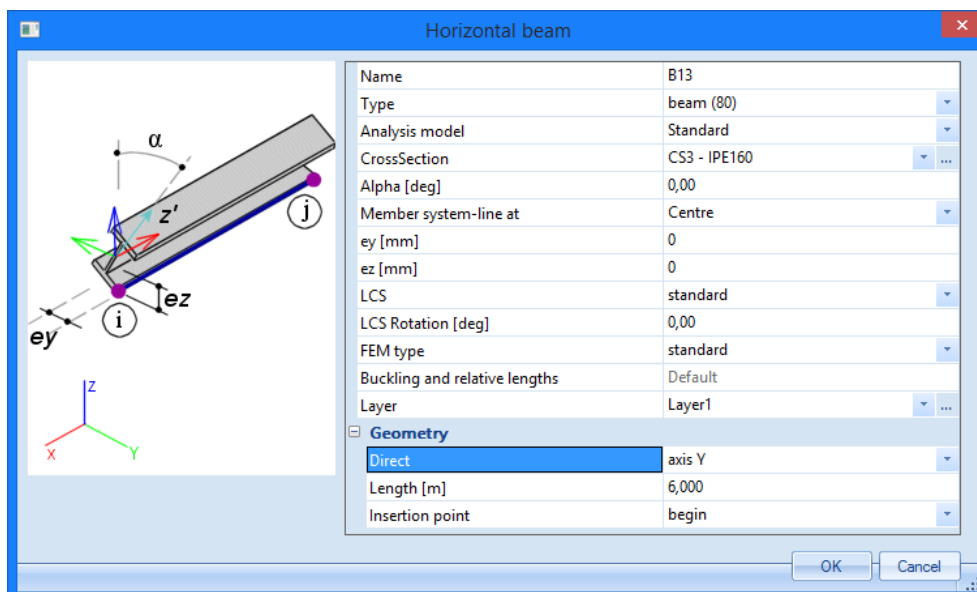 Horizontal beam
α
z'
j
ez
i
ey
Z
X
Y
Name B13
Type beam (80)
Analysis model Standard
CrossSection CS3 - IPE160
...
Alpha [deg] 0,00
Member system-line at Centre
ey [mm] 0
ez [mm] 0
LCS standard
LCS Rotation [deg] 0,00
FEM type standard
Buckling and relative lengths Default
Layer Layer1
...
Geometry
Direct axis Y
Length [m] 6,000
Insertion point begin
OK Cancel